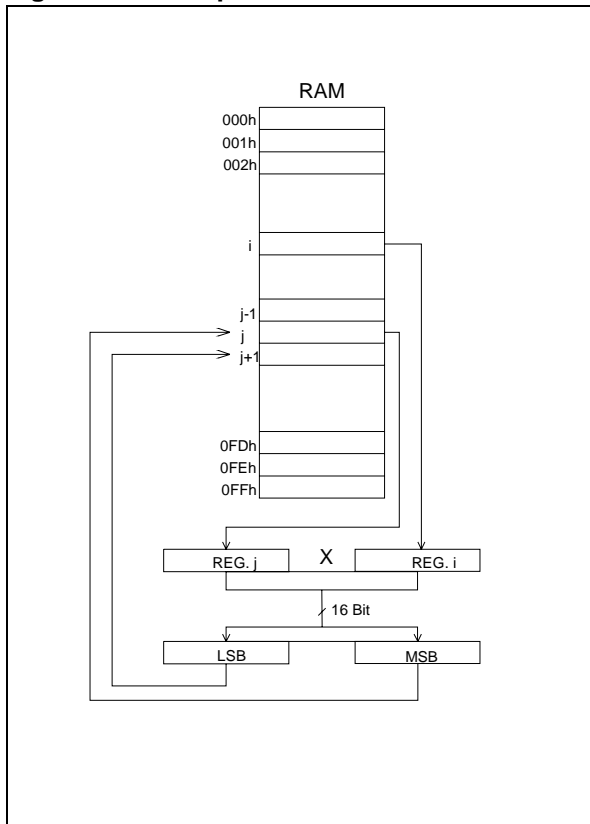 RAM
000h
001h
002h
i
j-1
j
j+1
0FDh
0FEh
0FFh
REG. j X REG. i
16 Bit
LSB MSB